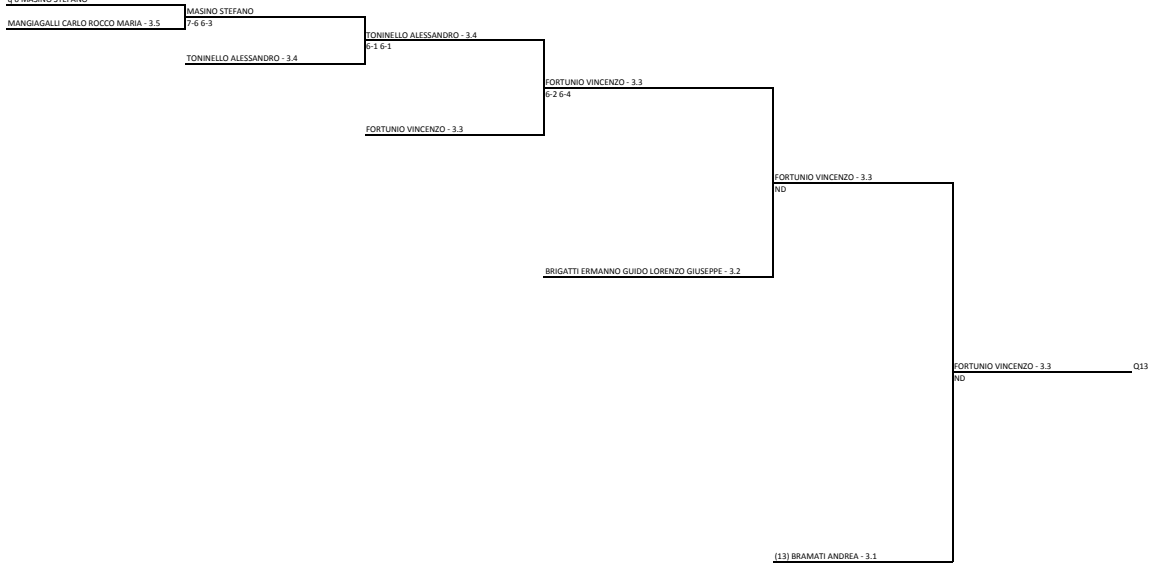 MASINO STEFANO
MASINO STEFANO
MANGIAGALLI CARLO ROCCO MARIA - 3.5
7-6 6-3
TONINELLO ALESSANDRO - 3.4
6-1 6-1
TONINELLO ALESSANDRO - 3.4
FORTUNIO VINCENZO - 3.3
6-2 6-4
FORTUNIO VINCENZO - 3.3
FORTUNIO VINCENZO - 3.3
ND
BRIGATTI ERMANNO GUIDO LORENZO GIUSEPPE - 3.2
FORTUNIO VINCENZO - 3.3
Q13
ND
(13) BRAMATI ANDREA - 3.1